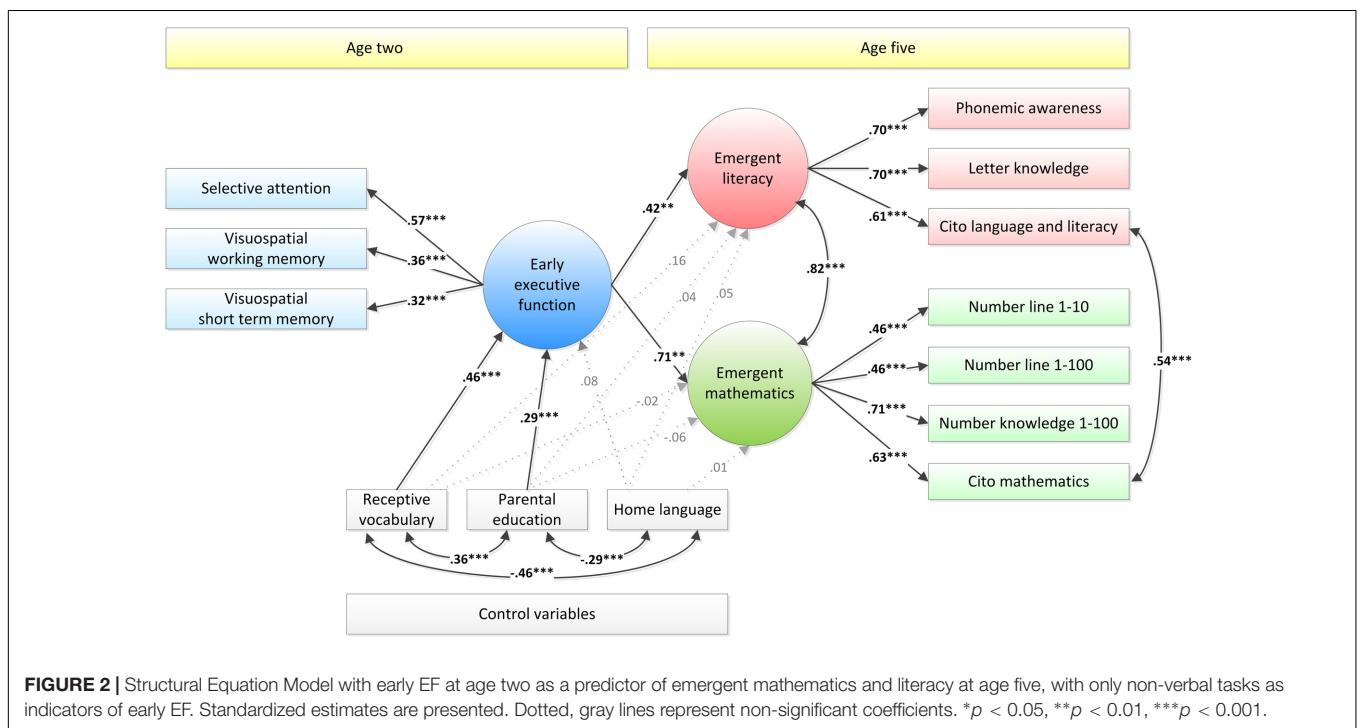 Age two
Age five
Phonemic awareness
.70***
Emergent
literacy
Letter knowledge
.70***
Selective attention
.57***
.42**
.61***
Cito language and literacy
Visuospatial
working memory
.36***
Early
executive
function
.16
.04
.05
.82***
Visuospatial
short term memory
.32***
Number line 1-10
.46***
.54***
.71**
Emergent
mathematics
.46***
Number line 1-100
.46***
.08
-.02
.71***
Number knowledge 1-100
.29***
-.06
.63***
.01
Cito mathematics
Receptive
vocabulary
Parental
education
Home language
.36***
-.29***
-.46***
Control variables
FIGURE 2 | Structural Equation Model with early EF at age two as a predictor of emergent mathematics and literacy at age five, with only non-verbal tasks as
indicators of early EF. Standardized estimates are presented. Dotted, gray lines represent non-significant coefficients. *p < 0.05, **p < 0.01, ***p < 0.001.